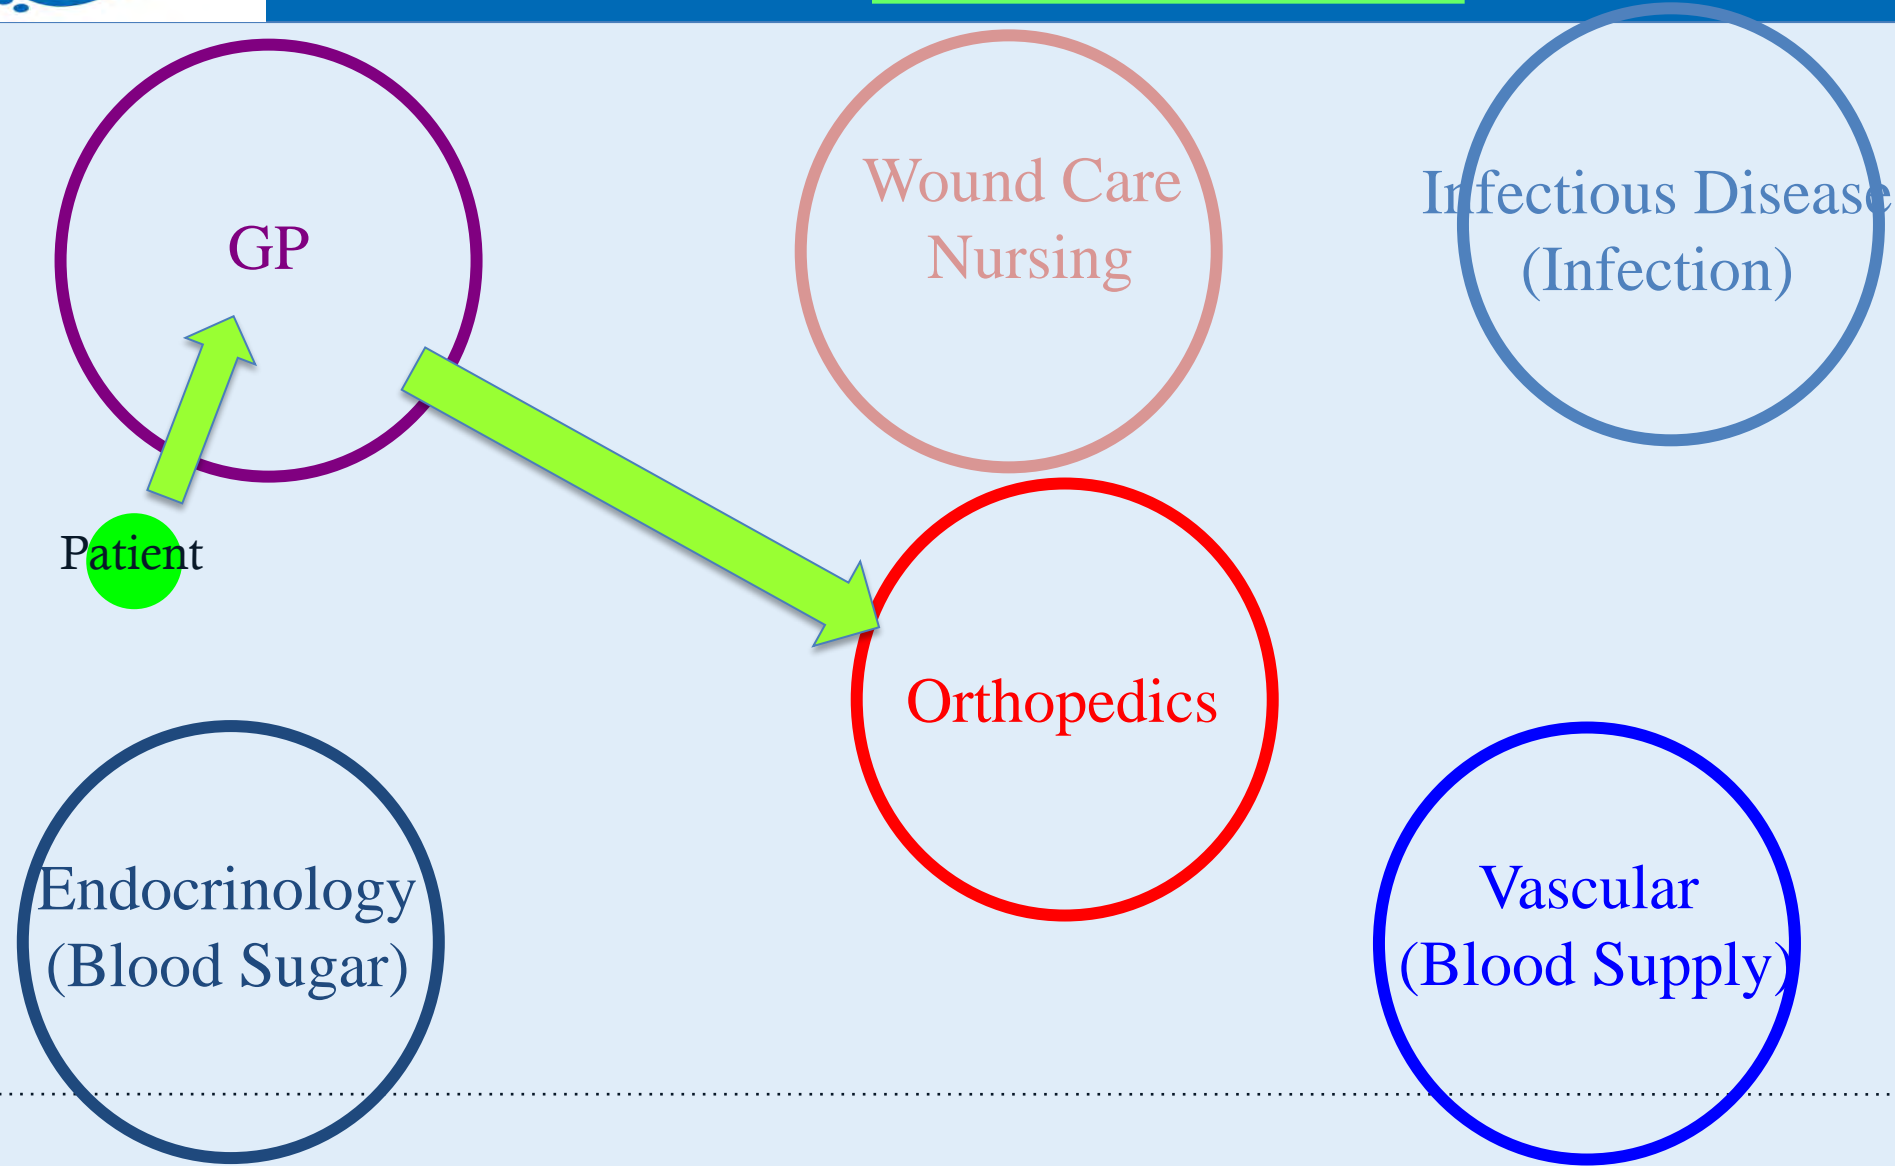 GP
Wound Care
Nursing
Infectious Disease
(Infection)
Patient
Orthopedics
Endocrinology
(Blood Sugar)
Vascular
(Blood Supply)